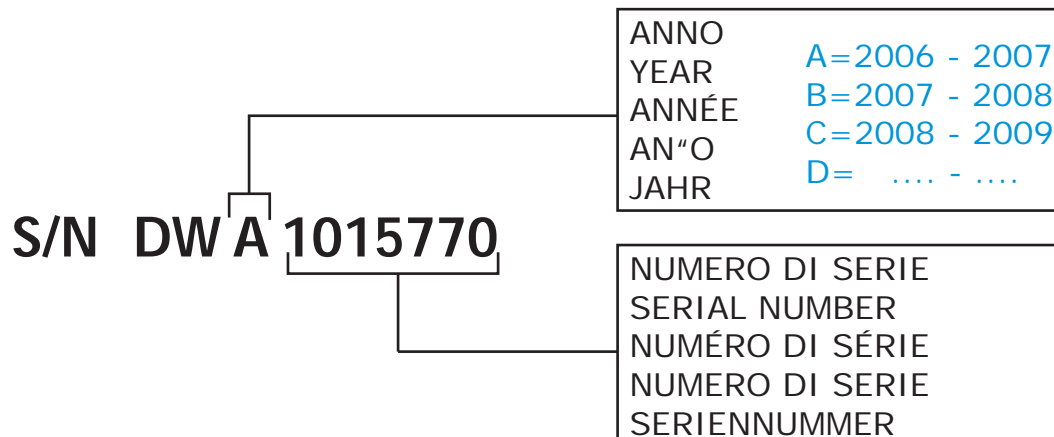 ANNO
YEAR
ANNÉE
AN“O
JAHR
A=2006 - 2007
B=2007 - 2008
C=2008 - 2009
D= .... - ....
S/N DWA 1015770
NUMERO DI SERIE
SERIAL NUMBER
NUMÉRO DI SÉRIE
NUMERO DI SERIE
SERIENNUMMER